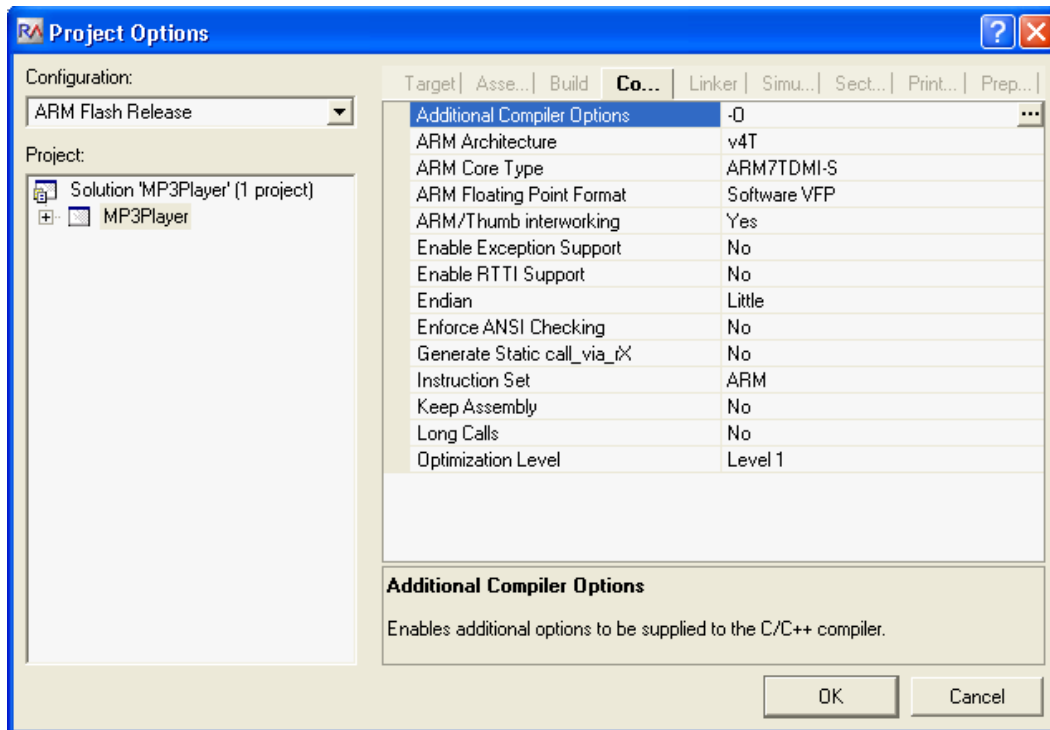 RA Project Options
Configuration:
ARM Flash Release
Project:
Solution 'MP3Player' (1 project)
MP3Player
Target Asse... Build Co... Linker Simu... Sect... Print... Prep...
Additional Compiler Options -O ...
ARM Architecture v4T
ARM Core Type ARM7TDMI-S
ARM Floating Point Format Software VFP
ARM/Thumb interworking Yes
Enable Exception Support No
Enable RTTI Support No
Endian Little
Enforce ANSI Checking No
Generate Static call_via_rX No
Instruction Set ARM
Keep Assembly No
Long Calls No
Optimization Level Level 1
Additional Compiler Options
Enables additional options to be supplied to the C/C++ compiler.
OK Cancel